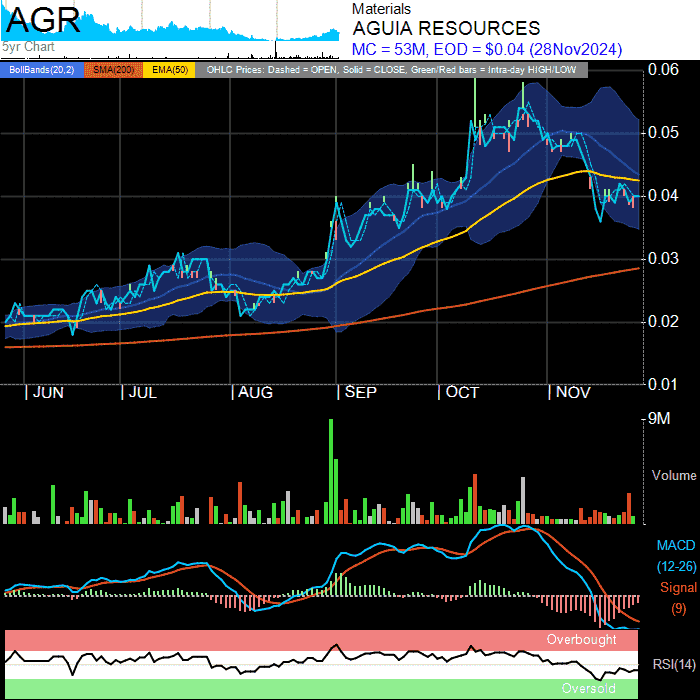 AGR
5yr Chart
Materials
AGUIA RESOURCES
MC = 53M, EOD = $0.04 (28Nov2024)
BollBands(20,2) SMA(200) EMA(50) OHLC Prices: Dashed = OPEN, Solid = CLOSE, Green/Red bars = Intra-day HIGH/LOW
0.06
0.05
0.04
0.03
0.02
0.01
JUN JUL AUG SEP OCT NOV
9M
Volume
MACD
(12-26)
Signal
(9)
Overbought
RSI(14)
Oversold